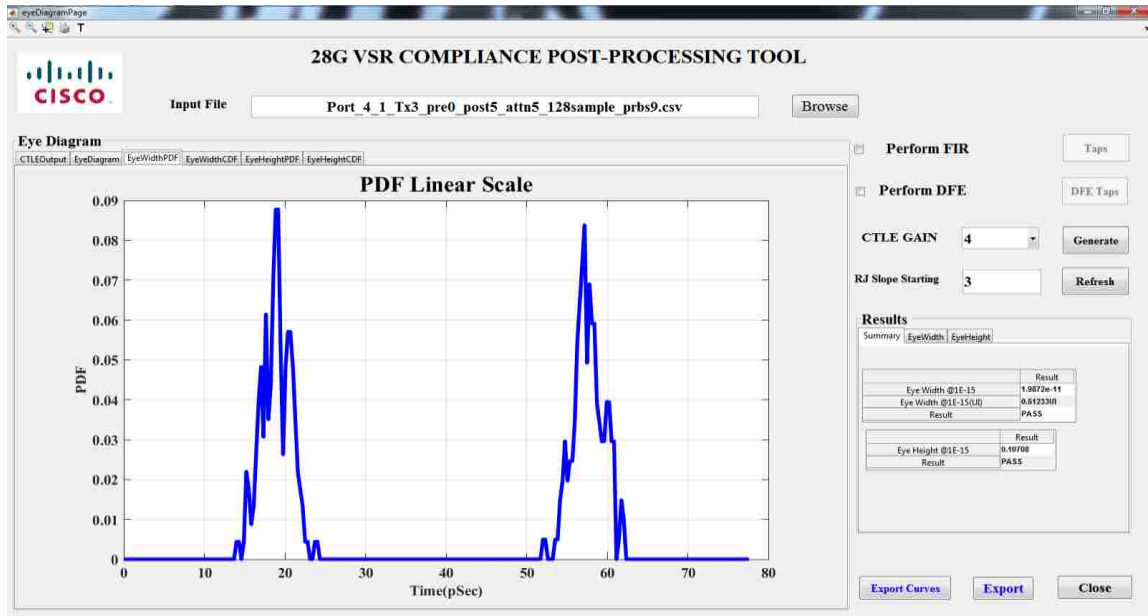 eyeDiagramPage
T
28G VSR COMPLIANCE POST-PROCESSING TOOL
CISCO
Input File
Port_4_1_Tx3_pre0_post5_attn5_128sample_prbs9.csv
Browse
Eye Diagram
CTLEOutput EyeDiagram EyeWidthPDF EyeWidthCDF EyeHeightPDF EyeHeightCDF
PDF Linear Scale
0.09
0.08
0.07
0.06
0.05
0.04
0.03
0.02
0.01
0
PDF
0 10 20 30 40 50 60 70 80
Time(pSec)
Perform FIR
Taps
Perform DFE
DFE Taps
CTLE GAIN
4
Generate
RJ Slope Starting
3
Refresh
Results
Summary EyeWidth EyeHeight
Result
Eye Width @1E-15 1.9872e-11
Eye Width @1E-15(UI) 0.51233UI
Result PASS
Result
Eye Height @1E-15 0.10708
Result PASS
Export Curves
Export
Close